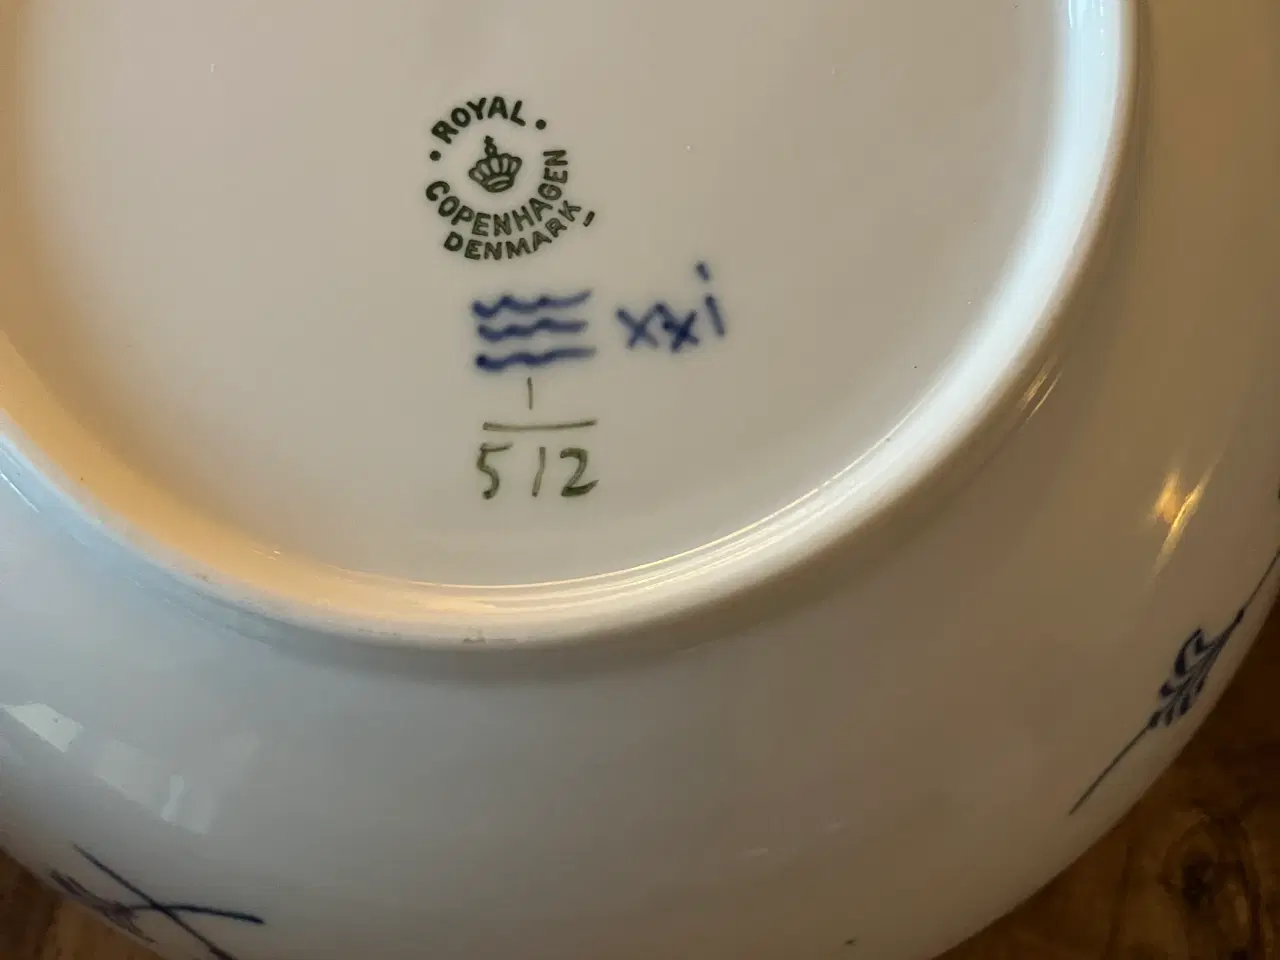 ROYAL
COPENHAGEN
DENMARK
xxi
1
512